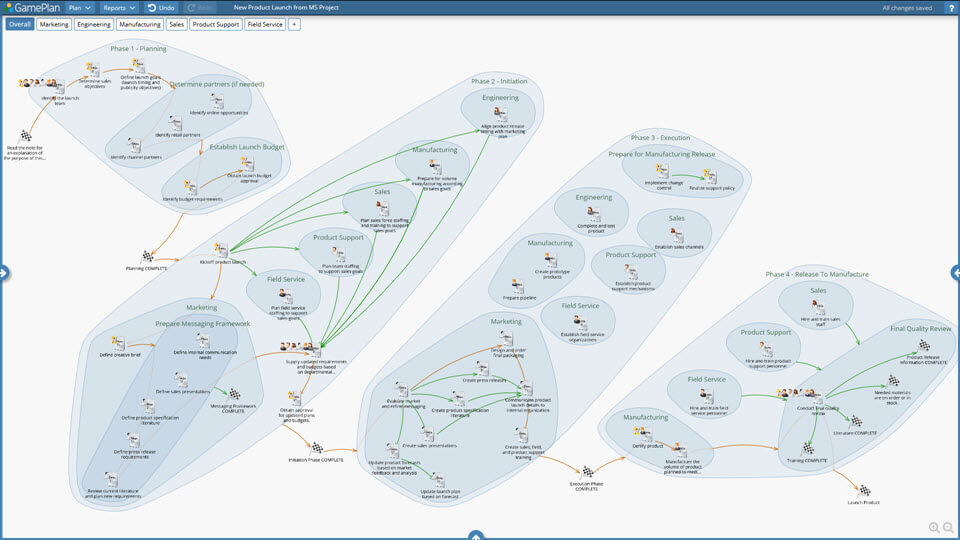 GamePlan
Plan
Reports
Undo
Redo
New Product Launch from MS Project
All changes saved
?
Overall
Marketing
Engineering
Manufacturing
Sales
Product Support
Field Service
+
Phase 1 - Planning
Identify the launch
team
Determine sales
objectives
Define launch goals
(launch timing and
publicity objectives)
Determine partners (if needed)
Identify online opportunities
Identify retail partners
Identify channel partners
Read the note for
an explanation of
the purpose of this...
Establish Launch Budget
Obtain launch budget
approval
Identify budget requirements
Planning COMPLETE
Phase 2 - Initiation
Engineering
Align product release
timing with marketing
plan
Manufacturing
Prepare for volume
manufacturing according
to sales goals
Sales
Plan sales force staffing
and training to support
sales goals
Product Support
Plan team staffing
to support sales goals
Kickoff product launch
Field Service
Plan field service
staffing to support
sales goals
Marketing
Prepare Messaging Framework
Define creative brief
Define internal communication
needs
Define sales presentations
Messaging Framework
COMPLETE
Define product specification
literature
Define press release
requirements
Review current literature
and plan new requirements
Supply updated requirements
and budgets based
on departmental...
Obtain approval
for updated plans
and budgets.
Initiation Phase COMPLETE
Phase 3 - Execution
Prepare for Manufacturing Release
Implement change
control
Finalize support policy
Engineering
Complete and test
product
Sales
Establish sales channels
Manufacturing
Create prototype
products
Prepare pipeline
Product Support
Establish product
support mechanisms
Field Service
Establish field service
organizations
Marketing
Design and order
final packaging
Create press releases
Evaluate market
and refine messaging
Create product specification
literature
Communicate product
launch details to
internal organization
Create sales presentations
Create sales, field,
and product support
training
Update product forecasts
based on market
feedback and analysis
Update launch plan
based on forecast
Execution Phase
COMPLETE
Phase 4 - Release To Manufacture
Sales
Hire and train sales
staff
Product Support
Hire and train product
support personnel
Final Quality Review
Product Release
Information COMPLETE
Field Service
Hire and train field
service personnel
Conduct final quality
review
Needed materials
are on order or in
stock.
Literature COMPLETE
Manufacturing
Certify product
Manufacture the
volume of product
planned to meet...
Training COMPLETE
Launch Product